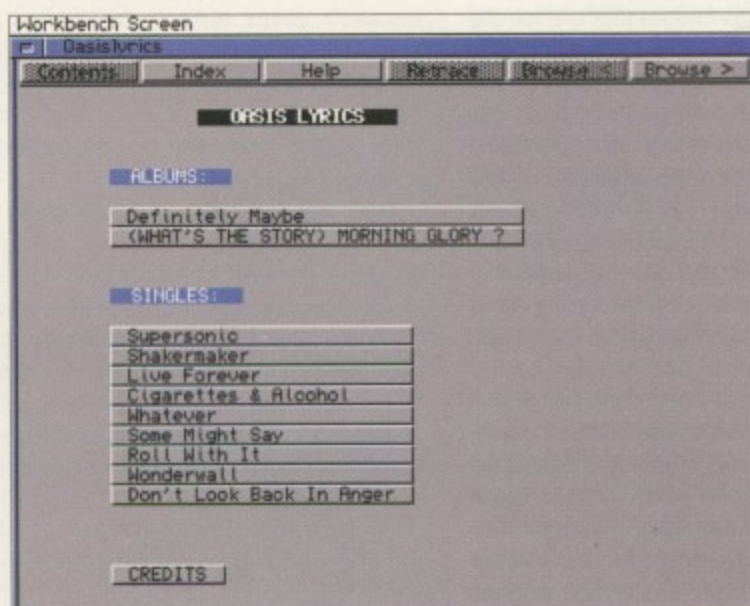 Workbench Screen
Oasislyrics
Contents Index Help Retrace Browse < Browse >
OASIS LYRICS
ALBUMS:
Definitely Maybe
(WHAT'S THE STORY) MORNING GLORY ?
SINGLES:
Supersonic
Shakermaker
Live Forever
Cigarettes & Alcohol
Whatever
Some Might Say
Roll With It
Wonderwall
Don't Look Back In Anger
CREDITS